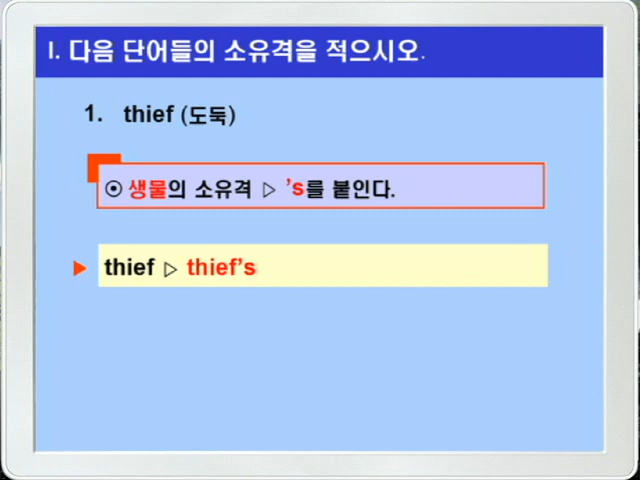 I. 다음 단어들의 소유격을 적으시오.
1. thief (도둑)
⊙ 생물의 소유격 ▷ ’s를 붙인다.
▶ thief ▷ thief’s